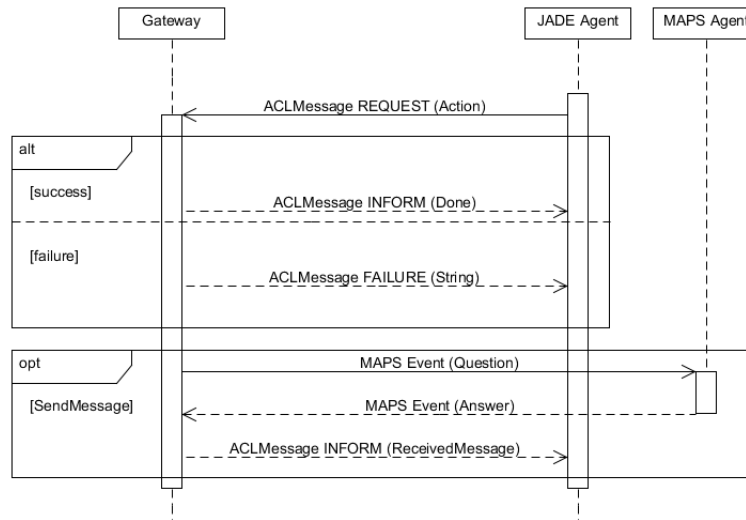 Gateway
JADE Agent
MAPS Agent
ACLMessage REQUEST (Action)
alt
[success]
ACLMessage INFORM (Done)
[failure]
ACLMessage FAILURE (String)
opt
MAPS Event (Question)
[SendMessage]
MAPS Event (Answer)
ACLMessage INFORM (ReceivedMessage)